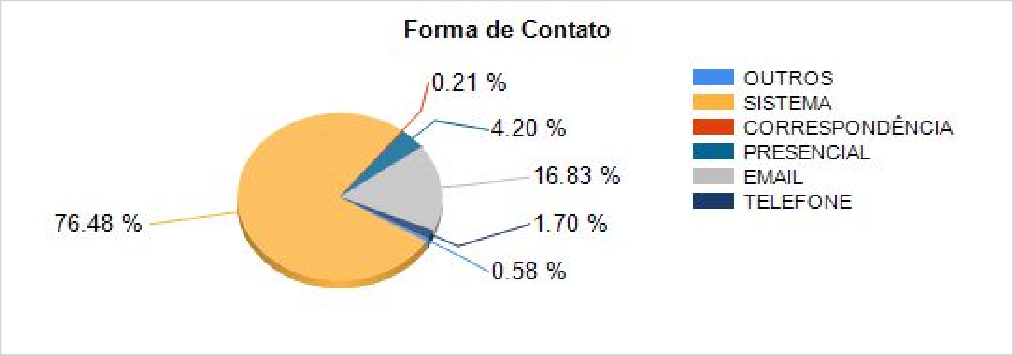 Forma de Contato
0.21 %
4.20 %
16.83 %
76.48 %
1.70 %
0.58 %
OUTROS
SISTEMA
CORRESPONDÊNCIA
PRESENCIAL
EMAIL
TELEFONE